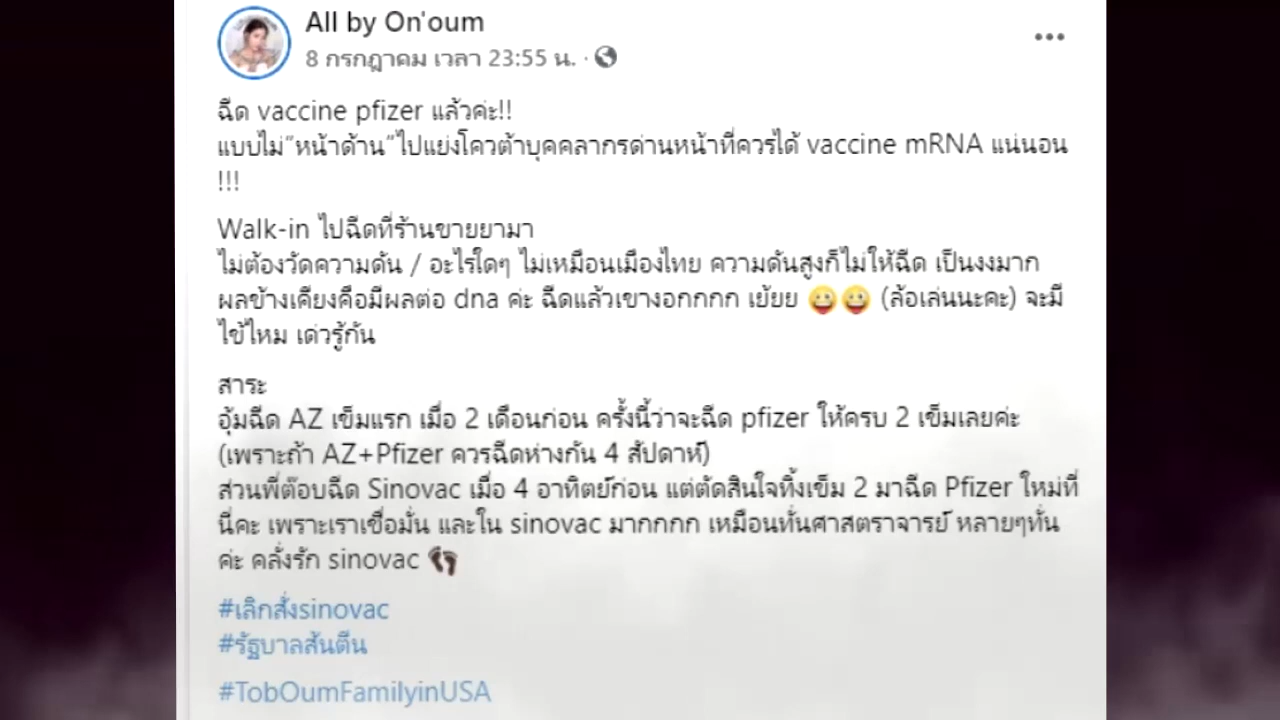 All by On'oum
8 กรกฎาคม เวลา 23:55 น. ·
ฉีด vaccine pfizer แล้วค่ะ!!
แบบไม่"หน้าด้าน"ไปแย่งโควต้าบุคคลากรด่านหน้าที่ควรได้ vaccine mRNA แน่นอน
!!!
Walk-in ไปฉีดที่ร้านขายยามา
ไม่ต้องวัดความดัน / อะไรใดๆ ไม่เหมือนเมืองไทย ความดันสูงก็ไม่ให้ฉีด เป็นงงมาก
ผลข้างเคียงคือมีผลต่อ dna ค่ะ ฉีดแล้วเขางอกกกก เย้ยย 😀😀 (ล้อเล่นนะคะ) จะมี
ไข้ไหม เด่วรู้กัน
สาระ
อุ้มฉีด AZ เข็มแรก เมื่อ 2 เดือนก่อน ครั้งนี้ว่าจะฉีด pfizer ให้ครบ 2 เข็มเลยค่ะ
(เพราะถ้า AZ+Pfizer ควรฉีดห่างกัน 4 สัปดาห์)
ส่วนพี่ต๊อบฉีด Sinovac เมื่อ 4 อาทิตย์ก่อน แต่ตัดสินใจทิ้งเข็ม 2 มาฉีด Pfizer ใหม่ที่
นี่คะ เพราะเราเชื่อมั่น และใน sinovac มากกกก เหมือนทั่นศาสตราจารย์ หลายๆทั่น
ค่ะ คลั่งรัก sinovac 👣
#เลิกสั่งsinovac
#รัฐบาลส้นตีน
#TobOumFamilyinUSA